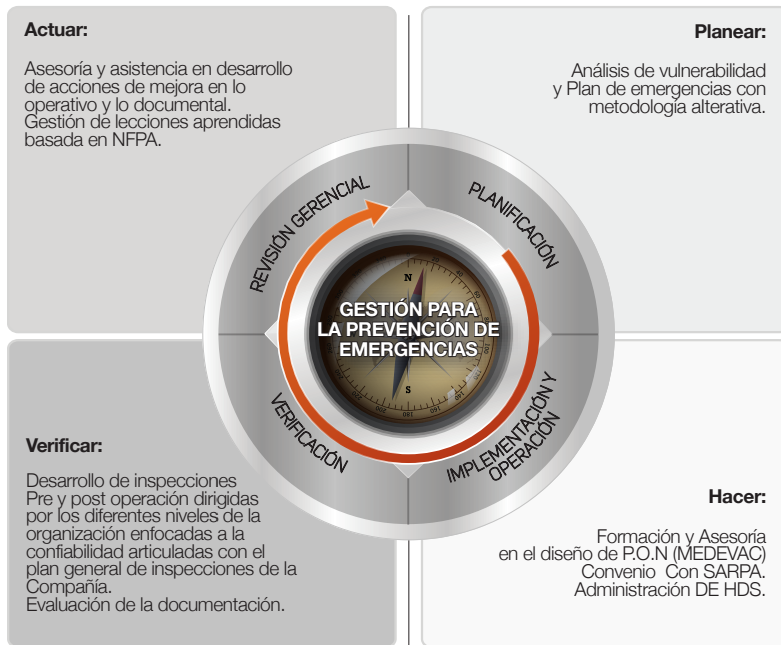 Actuar:
Asesoría y asistencia en desarrollo
de acciones de mejora en lo
operativo y lo documental.
Gestión de lecciones aprendidas
basada en NFPA.
Planear:
Análisis de vulnerabilidad
y Plan de emergencias con
metodología alterativa.
REVISIÓN GERENCIAL
PLANIFICACIÓN
N
GESTIÓN PARA
LA PREVENCIÓN DE
EMERGENCIAS
S
VERIFICACIÓN
IMPLEMENTACIÓN Y
OPERACIÓN
Verificar:
Desarrollo de inspecciones
Pre y post operación dirigidas
por los diferentes niveles de la
organización enfocadas a la
confiabilidad articuladas con el
plan general de inspecciones de la
Compañía.
Evaluación de la documentación.
Hacer:
Formación y Asesoría
en el diseño de P.O.N (MEDEVAC)
Convenio Con SARPA.
Administración DE HDS.